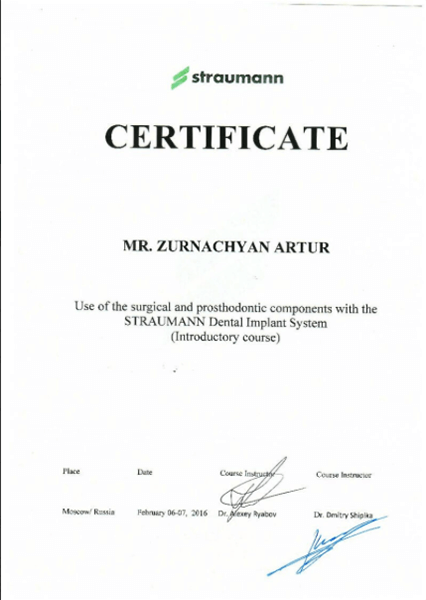 straumann
CERTIFICATE
MR. ZURNACHYAN ARTUR
Use of the surgical and prosthodontic components with the
STRAUMANN Dental Implant System
(Introductory course)
Place Date Course Instructor Course Instructor
Moscow/ Russia February 06-07, 2016 Dr. Alexey Ryabov Dr. Dmitry Shipika